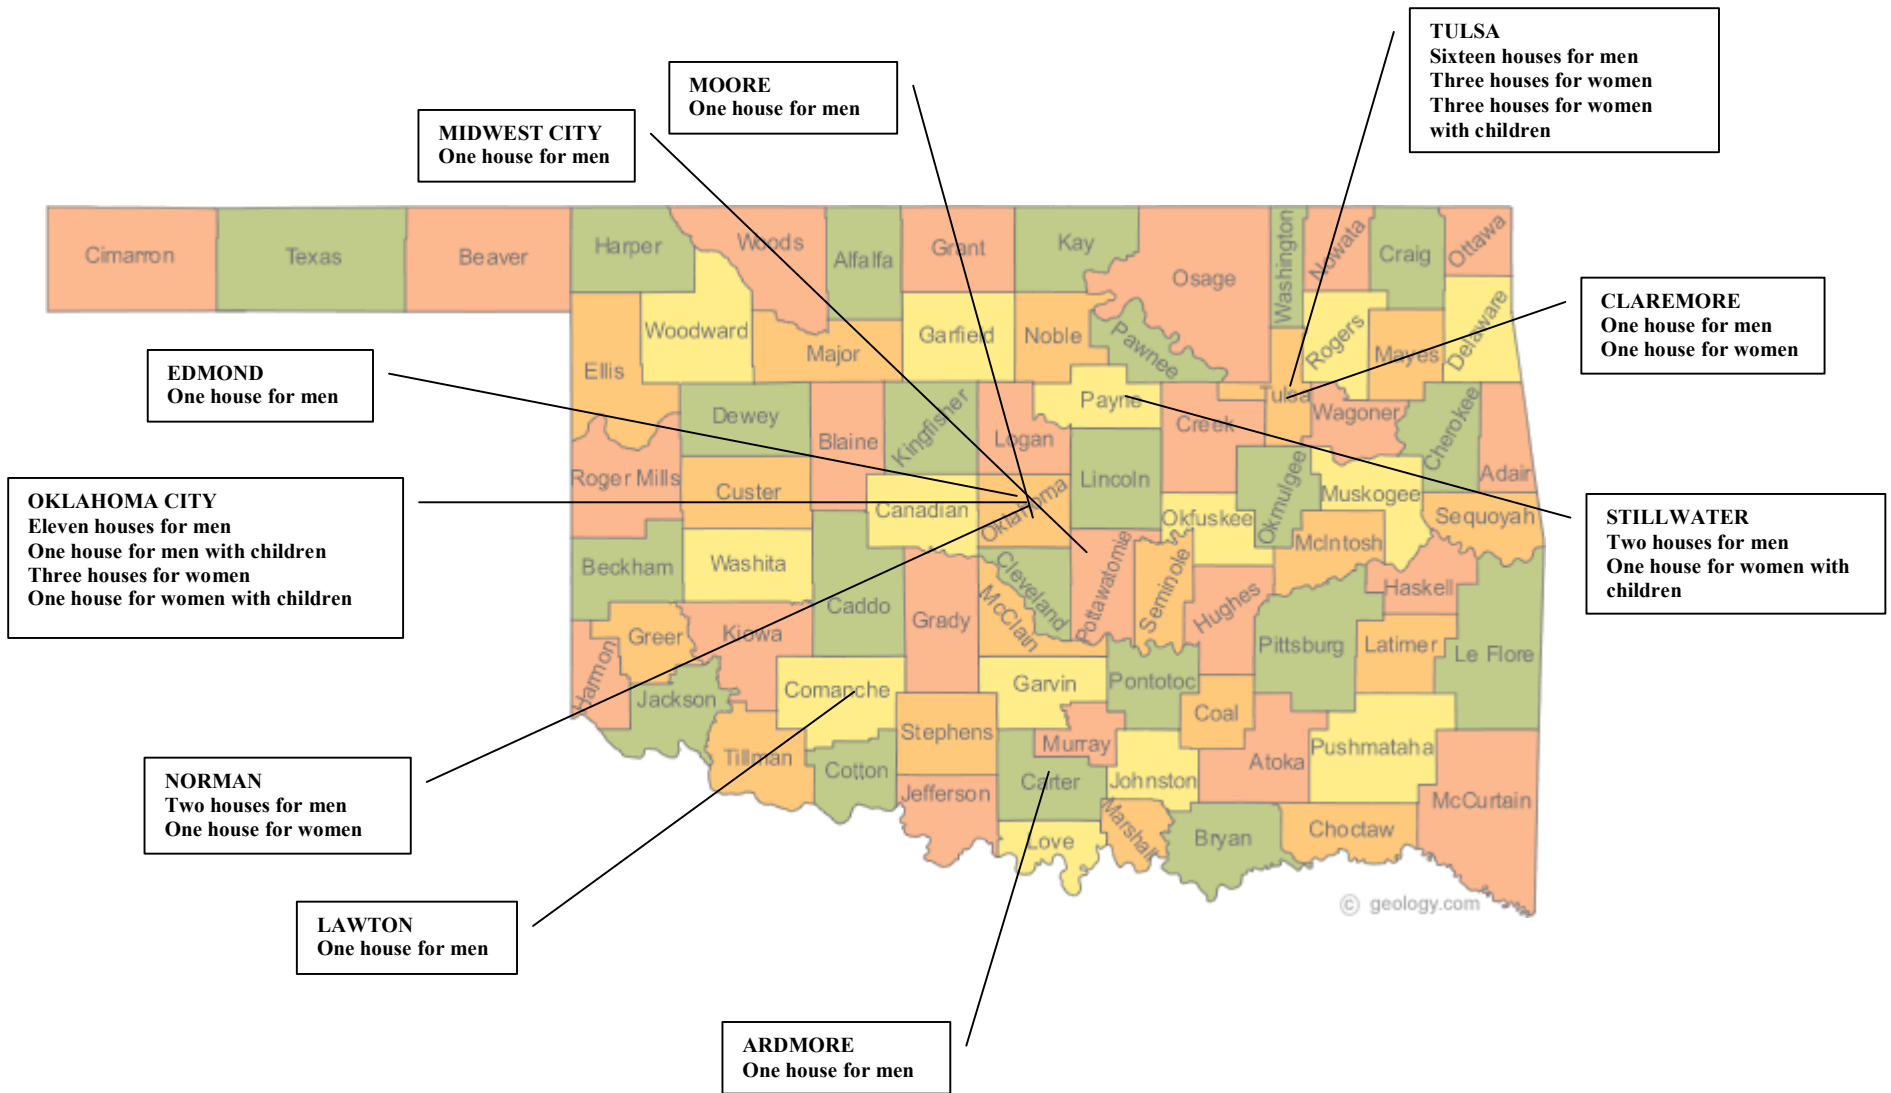 TULSA
Sixteen houses for men
Three houses for women
Three houses for women
with children
MOORE
One house for men
MIDWEST CITY
One house for men
CLAREMORE
One house for men
One house for women
EDMOND
One house for men
OKLAHOMA CITY
Eleven houses for men
One house for men with children
Three houses for women
One house for women with children
STILLWATER
Two houses for men
One house for women with
children
NORMAN
Two houses for men
One house for women
LAWTON
One house for men
ARDMORE
One house for men
Cimarron
Texas
Beaver
Harper
Woods
Alfalfa
Grant
Kay
Osage
Washington
Nowata
Craig
Ottawa
Ellis
Woodward
Major
Garfield
Noble
Pawnee
Rogers
Mayes
Delaware
Dewey
Blaine
Kingfisher
Logan
Payne
Creek
Tulsa
Wagoner
Cherokee
Adair
Roger Mills
Custer
Canadian
Oklahoma
Lincoln
Okfuskee
Okmulgee
Muskogee
Sequoyah
McIntosh
Beckham
Washita
Caddo
Grady
Cleveland
McClain
Pottawatomie
Seminole
Hughes
Haskell
Pittsburg
Latimer
Le Flore
Harmon
Greer
Kiowa
Jackson
Comanche
Tillman
Cotton
Stephens
Jefferson
Garvin
Pontotoc
Murray
Carter
Love
Johnston
Marshall
Coal
Atoka
Bryan
Pushmataha
Choctaw
McCurtain
© geology.com